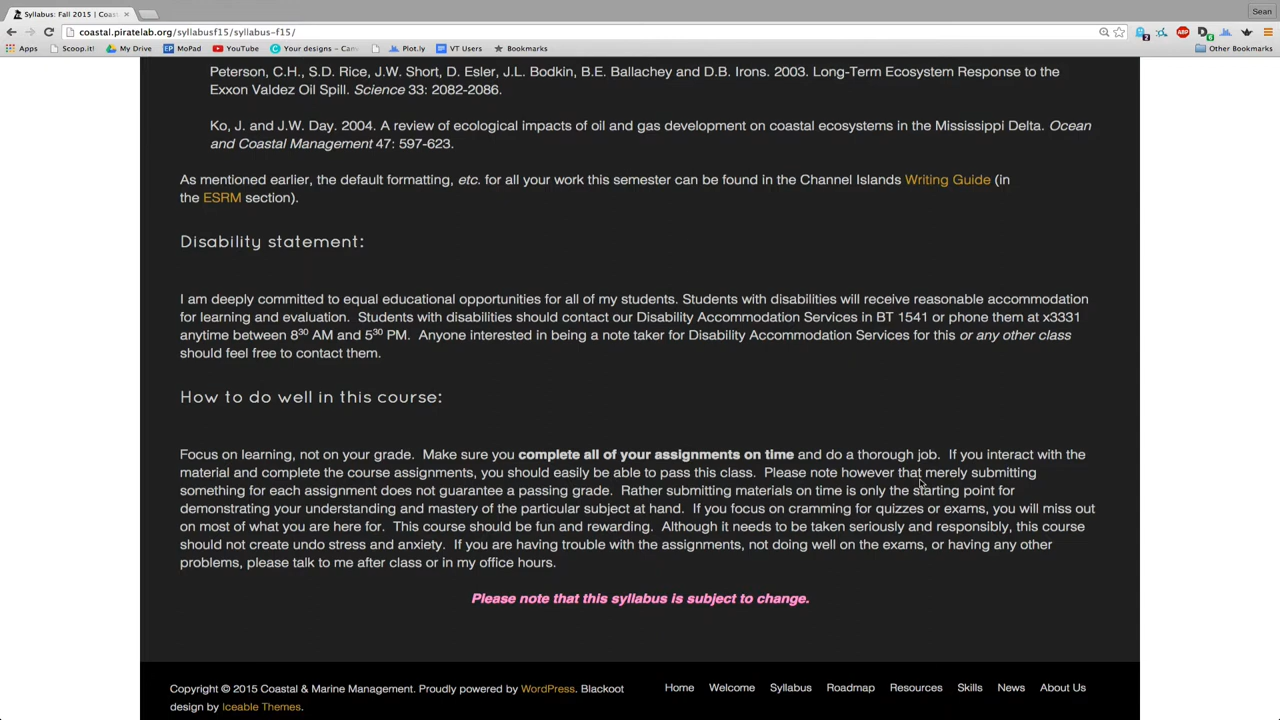 Syllabus: Fall 2015 | Coast
Sean
coastal.piratelab.org/syllabusf15/syllabus-f15/
Apps Scoop.it! My Drive MoPad YouTube Your designs – Can Plot.ly VT Users Bookmarks Other Bookmarks
Peterson, C.H., S.D. Rice, J.W. Short, D. Esler, J.L. Bodkin, B.E. Ballachey and D.B. Irons. 2003. Long-Term Ecosystem Response to the
Exxon Valdez Oil Spill. Science 33: 2082-2086.
Ko, J. and J.W. Day. 2004. A review of ecological impacts of oil and gas development on coastal ecosystems in the Mississippi Delta. Ocean
and Coastal Management 47: 597-623.
As mentioned earlier, the default formatting, etc. for all your work this semester can be found in the Channel Islands Writing Guide (in
the ESRM section).
Disability statement:
I am deeply committed to equal educational opportunities for all of my students. Students with disabilities will receive reasonable accommodation
for learning and evaluation. Students with disabilities should contact our Disability Accommodation Services in BT 1541 or phone them at x3331
anytime between 8³⁰ AM and 5³⁰ PM. Anyone interested in being a note taker for Disability Accommodation Services for this or any other class
should feel free to contact them.
How to do well in this course:
Focus on learning, not on your grade. Make sure you complete all of your assignments on time and do a thorough job. If you interact with the
material and complete the course assignments, you should easily be able to pass this class. Please note however that merely submitting
something for each assignment does not guarantee a passing grade. Rather submitting materials on time is only the starting point for
demonstrating your understanding and mastery of the particular subject at hand. If you focus on cramming for quizzes or exams, you will miss out
on most of what you are here for. This course should be fun and rewarding. Although it needs to be taken seriously and responsibly, this course
should not create undo stress and anxiety. If you are having trouble with the assignments, not doing well on the exams, or having any other
problems, please talk to me after class or in my office hours.
Please note that this syllabus is subject to change.
Copyright © 2015 Coastal & Marine Management. Proudly powered by WordPress. Blackoot
design by Iceable Themes.
Home Welcome Syllabus Roadmap Resources Skills News About Us